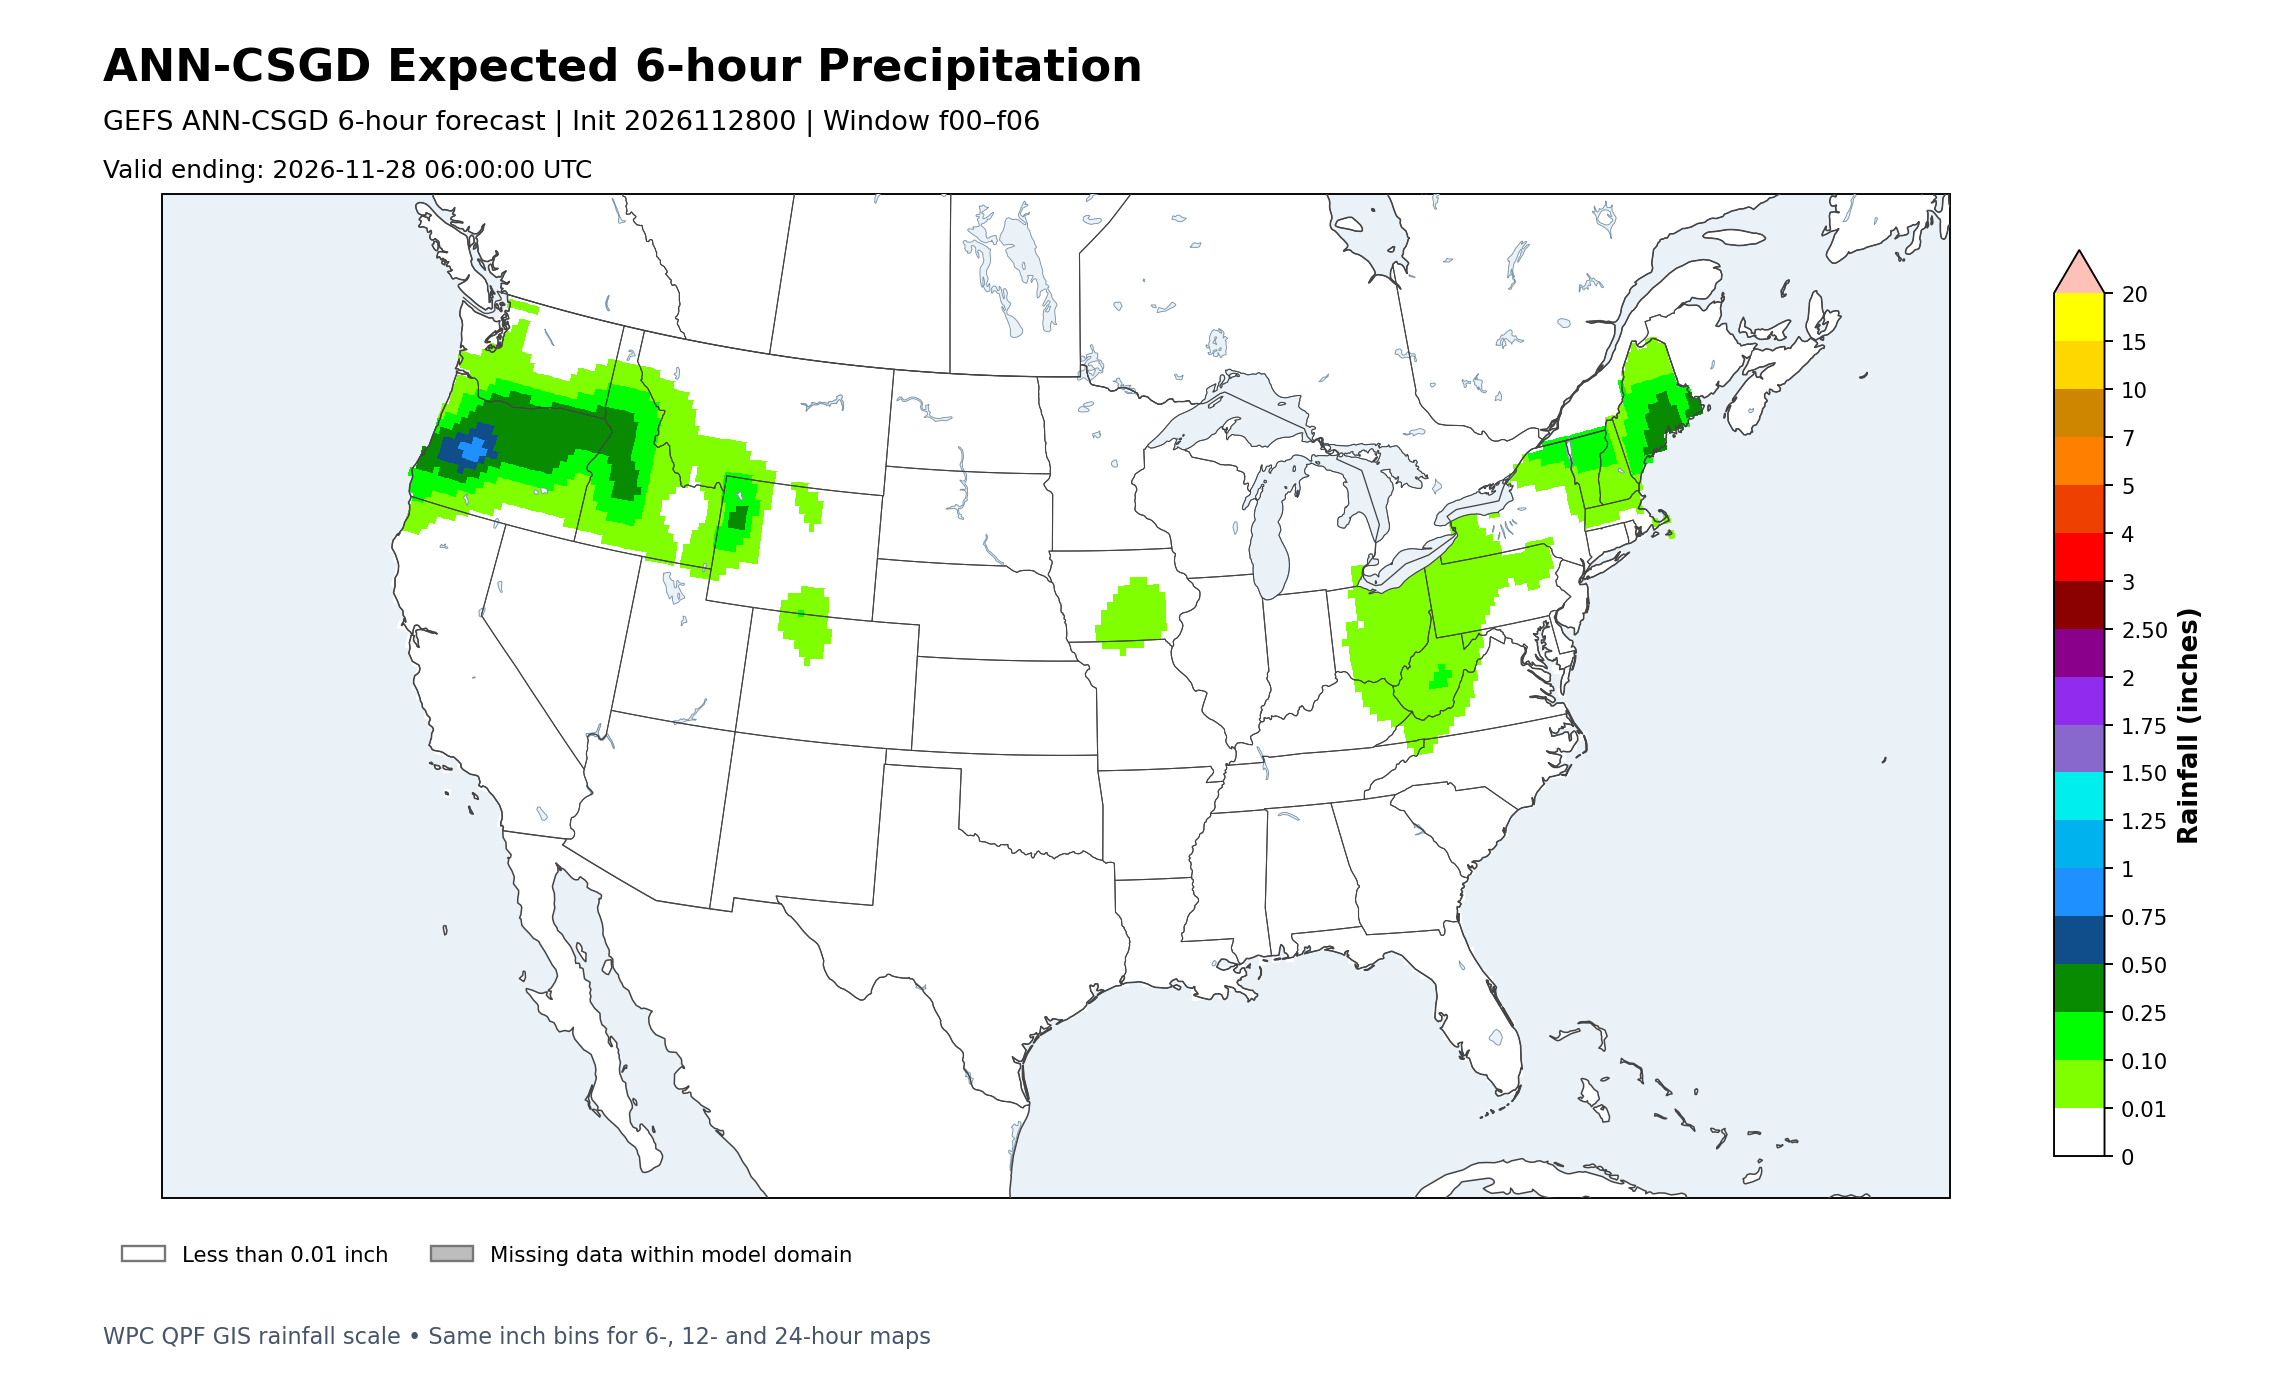 ANN-CSGD Expected 6-hour Precipitation
GEFS ANN-CSGD 6-hour forecast | Init 2026112800 | Window f00–f06
Valid ending: 2026-11-28 06:00:00 UTC
20
15
10
7
5
4
3
2.50
2
1.75
1.50
1.25
1
0.75
0.50
0.25
0.10
0.01
0
Rainfall (inches)
Less than 0.01 inch
Missing data within model domain
WPC QPF GIS rainfall scale • Same inch bins for 6-, 12- and 24-hour maps